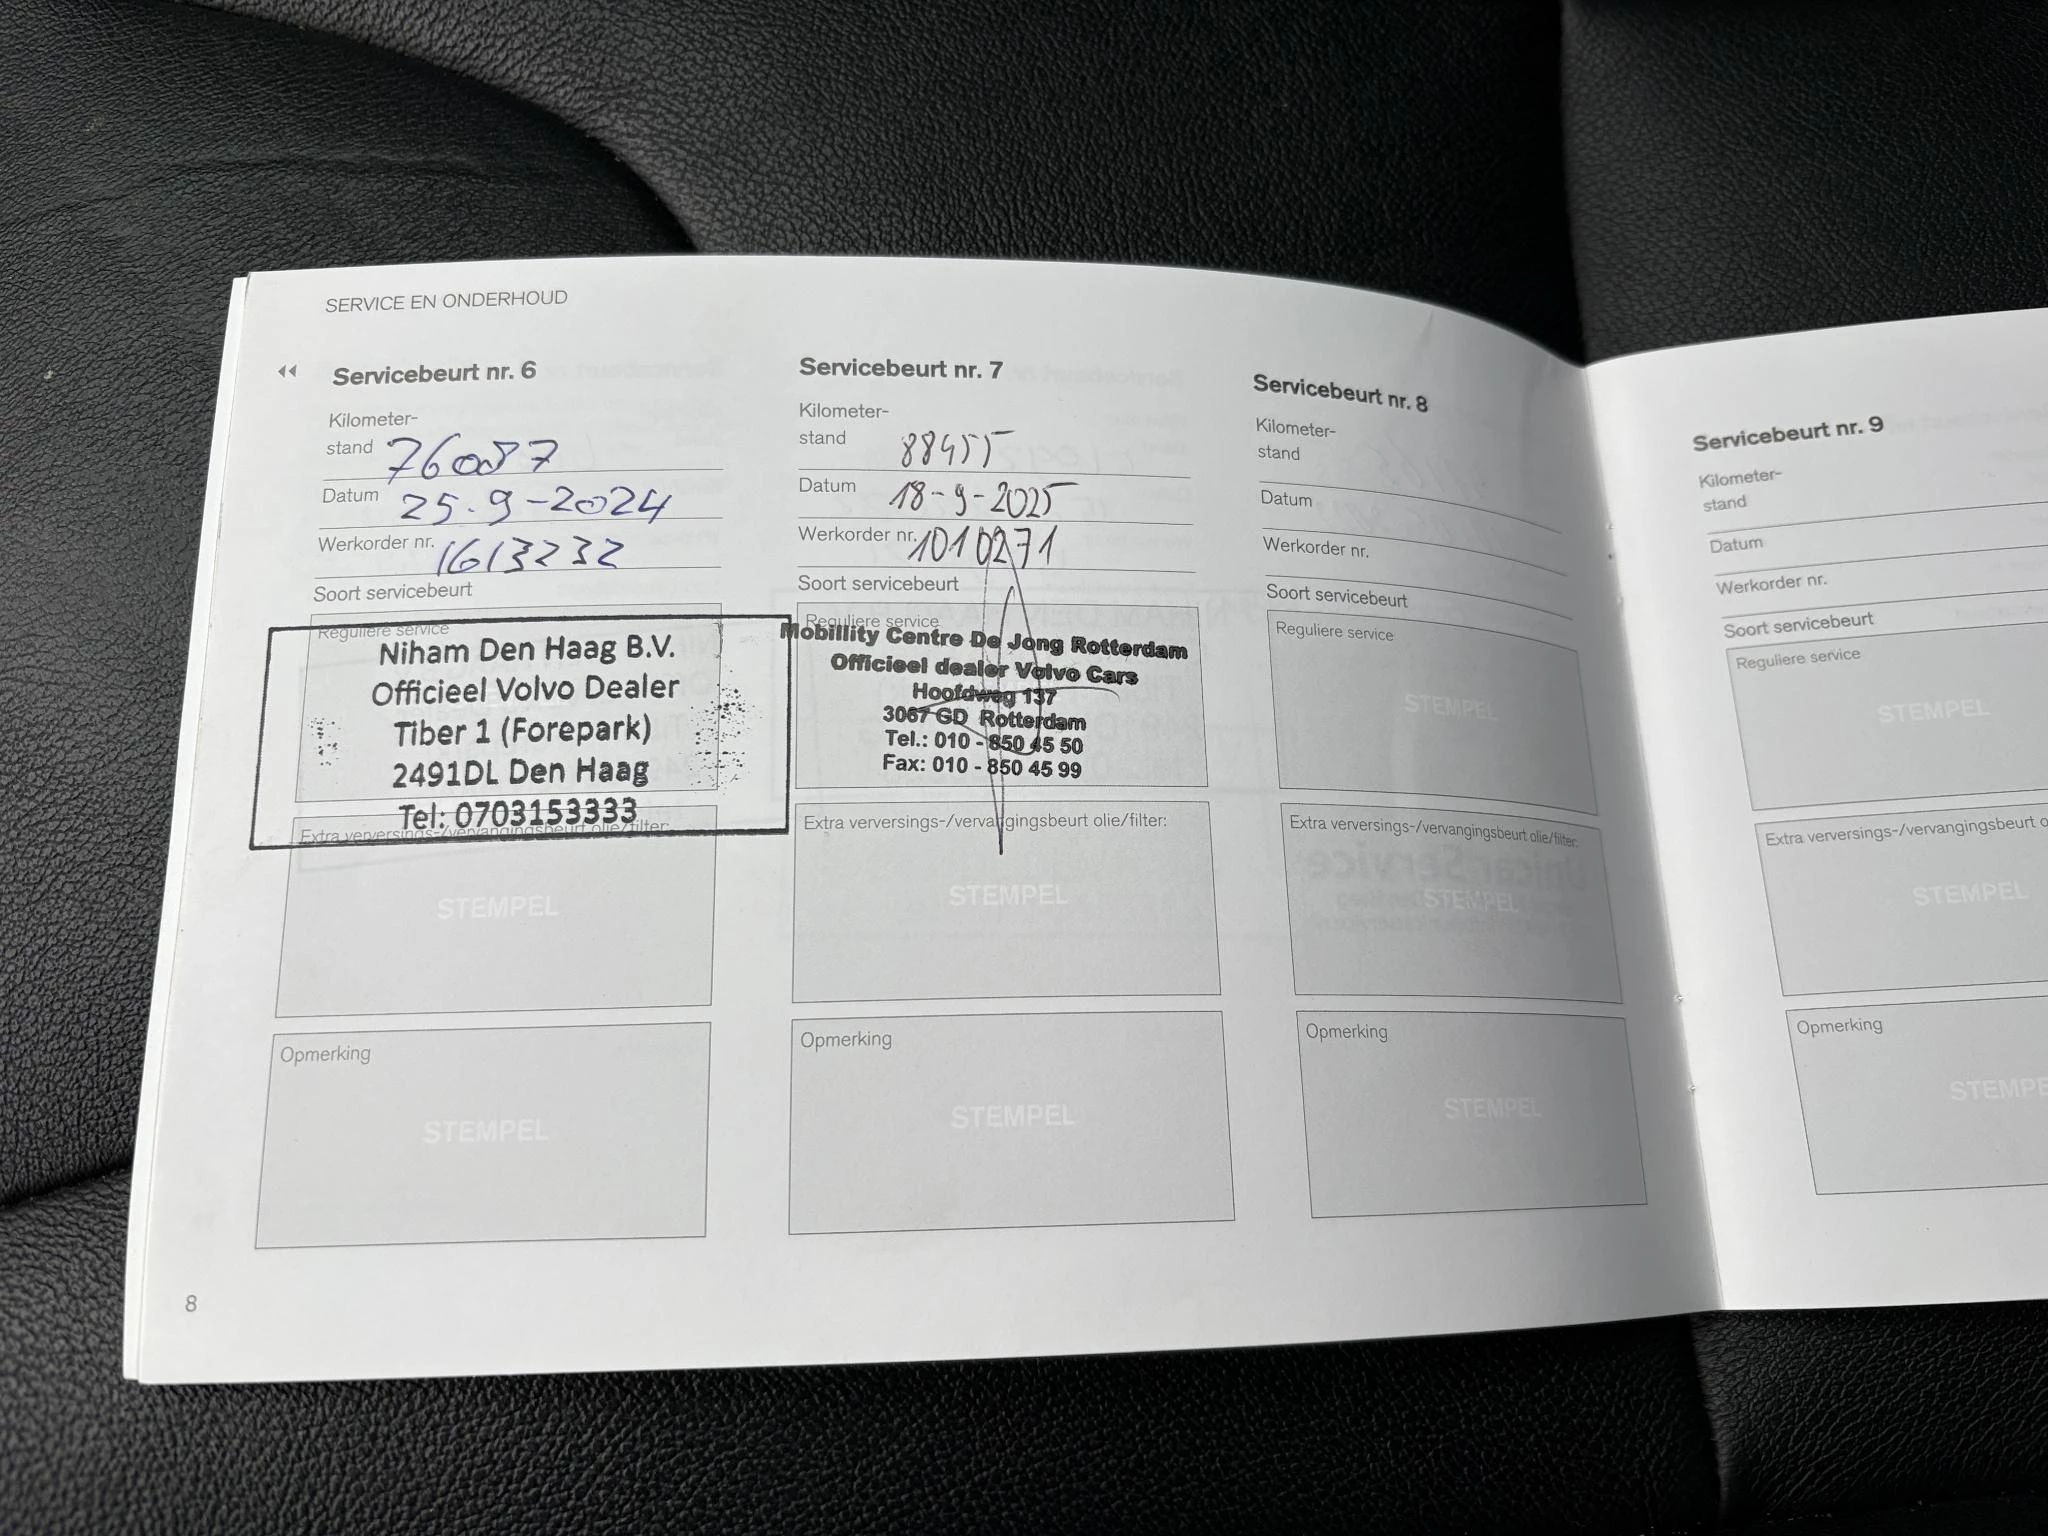 SERVICE EN ONDERHOUD
Servicebeurt nr. 6
Kilometer-
stand 76087
Datum 25-9-2024
Werkorder nr. 1613232
Soort servicebeurt
Reguliere service
Niham Den Haag B.V.
Officieel Volvo Dealer
Tiber 1 (Forepark)
2491DL Den Haag
Tel: 0703153333
Extra verversings-/vervangingsbeurt olie/filter:
STEMPEL
Opmerking
STEMPEL
8
Servicebeurt nr. 7
Kilometer-
stand 88455
Datum 18-9-2025
Werkorder nr. 1010271
Soort servicebeurt
Reguliere service
Mobillity Centre De Jong Rotterdam
Officieel dealer Volvo Cars
Hoofdweg 137
3067 GD Rotterdam
Tel.: 010 - 850 45 50
Fax: 010 - 850 45 99
Extra verversings-/vervangingsbeurt olie/filter:
STEMPEL
Opmerking
STEMPEL
Servicebeurt nr. 8
Kilometer-
stand
Datum
Werkorder nr.
Soort servicebeurt
Reguliere service
STEMPEL
Extra verversings-/vervangingsbeurt olie/filter:
STEMPEL
Opmerking
STEMPEL
Servicebeurt nr. 9
Kilometer-
stand
Datum
Werkorder nr.
Soort servicebeurt
Reguliere service
STEMPEL
Extra verversings-/vervangingsbeurt o
STEMPEL
Opmerking
STEMPE